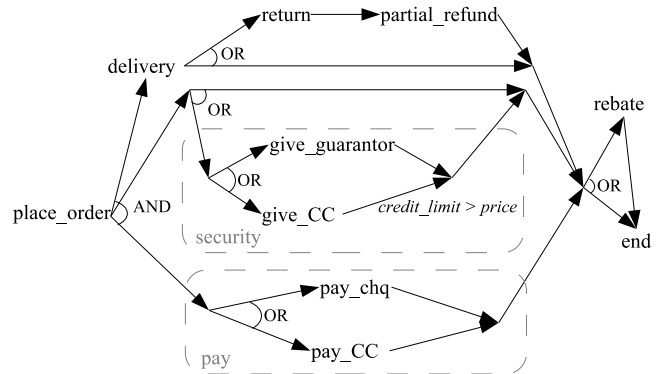 return
partial_refund
OR
delivery
OR
rebate
give_guarantor
OR
OR
place_order
AND
give_CC
credit_limit > price
security
end
pay_chq
OR
pay_CC
pay